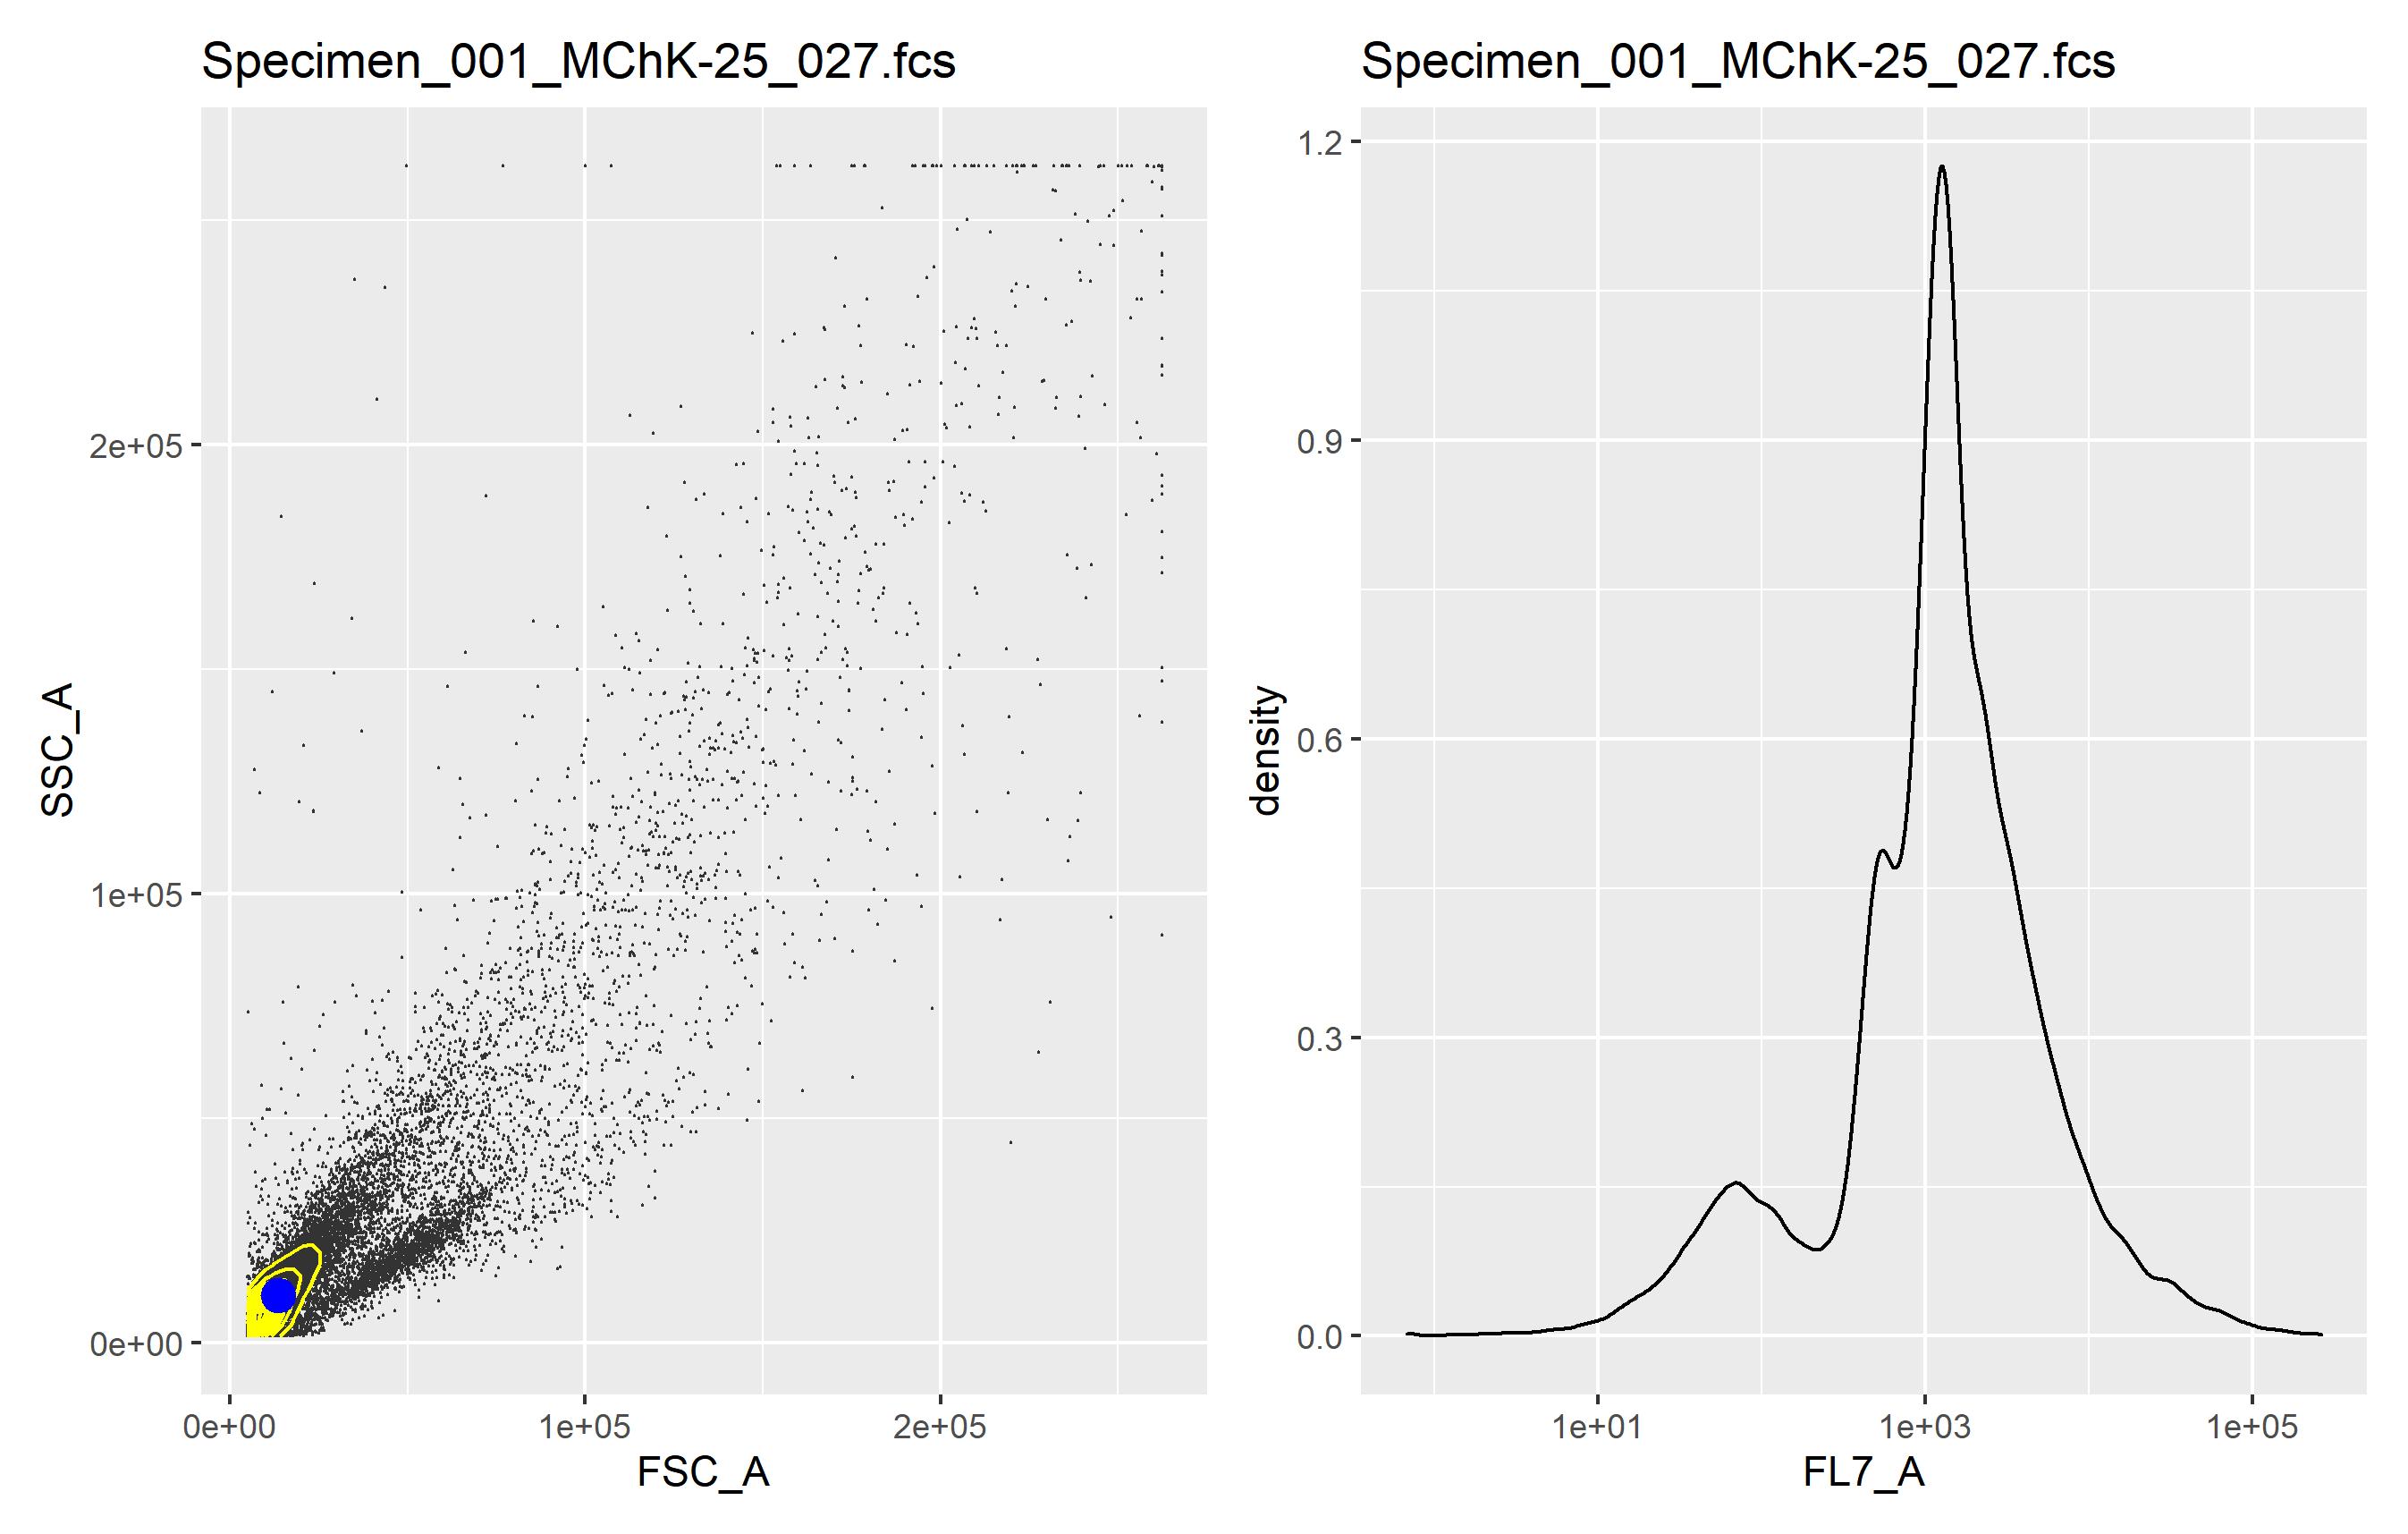 Specimen_001_MChK-25_027.fcs
SSC_A
2e+05
1e+05
0e+00
0e+00 1e+05 2e+05
FSC_A
Specimen_001_MChK-25_027.fcs
density
1.2
0.9
0.6
0.3
0.0
1e+01 1e+03 1e+05
FL7_A